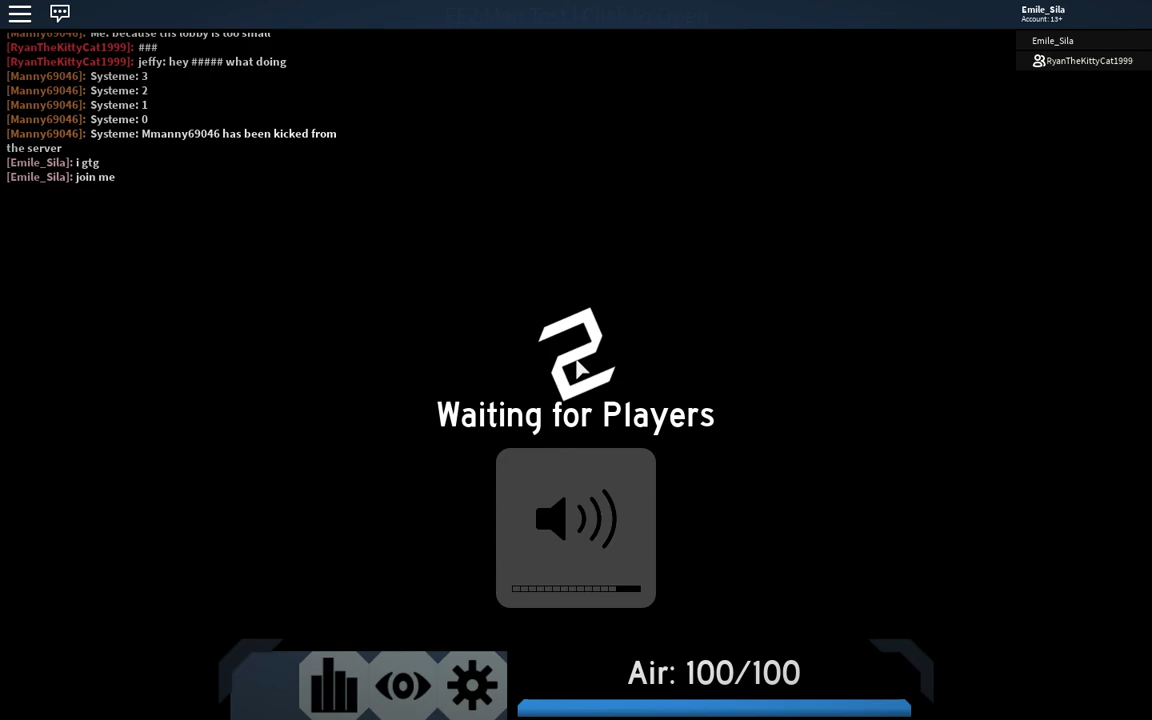 Emile_Sila
Account: 13+
Me: because ths lobby is too small
[RyanTheKittyCat1999]: ###
[RyanTheKittyCat1999]: jeffy: hey ##### what doing
[Manny69046]: Systeme: 3
[Manny69046]: Systeme: 2
[Manny69046]: Systeme: 1
[Manny69046]: Systeme: 0
[Manny69046]: Systeme: Mmanny69046 has been kicked from
the server
[Emile_Sila]: i gtg
[Emile_Sila]: join me
Emile_Sila
RyanTheKittyCat1999
Waiting for Players
Air: 100/100